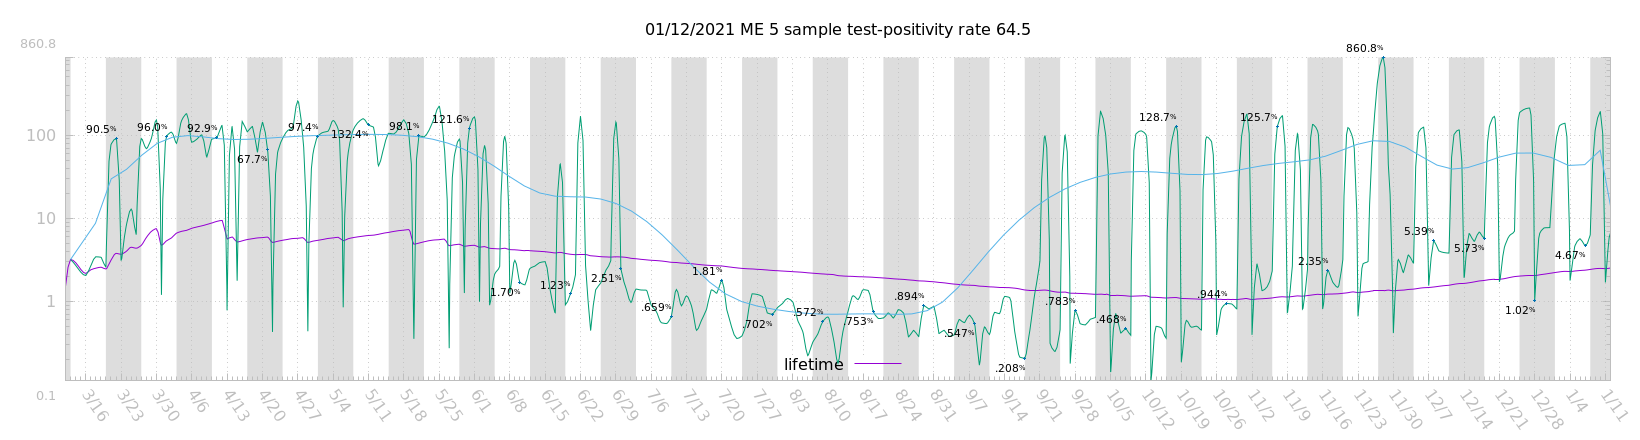 01/12/2021 ME 5 sample test-positivity rate 64.5
860.8
860.8%
90.5% 96.0% 92.9% 67.7% 97.4% 132.4% 98.1% 121.6% 128.7% 125.7%
100
10
1.70% 1.23% 2.51% .659% 1.81% .702% .572% .753% .894% .547% .208% .783% .468% .944% 2.35% 5.39% 5.73% 1.02% 4.67%
1
lifetime
0.1
3/16 3/23 3/30 4/6 4/13 4/20 4/27 5/4 5/11 5/18 5/25 6/1 6/8 6/15 6/22 6/29 7/6 7/13 7/20 7/27 8/3 8/10 8/17 8/24 8/31 9/7 9/14 9/21 9/28 10/5 10/12 10/19 10/26 11/2 11/9 11/16 11/23 11/30 12/7 12/14 12/21 12/28 1/4 1/11